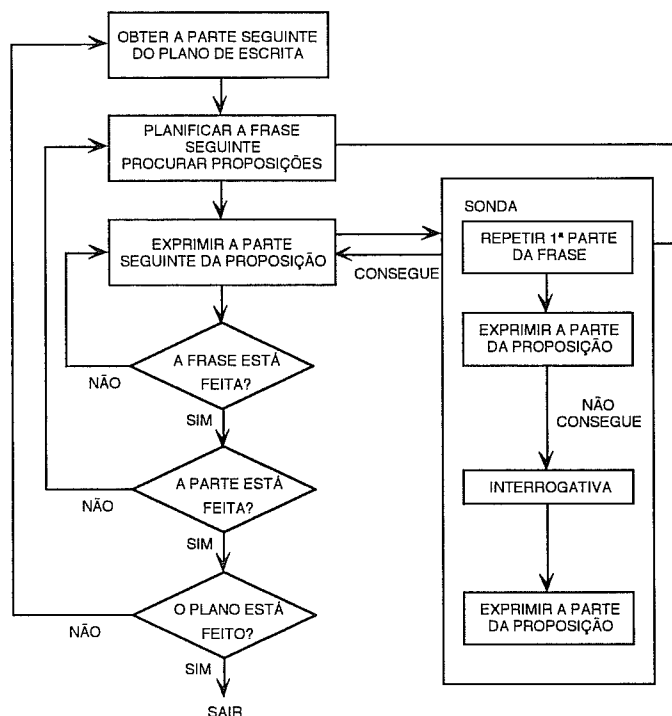 OBTER A PARTE SEGUINTE
DO PLANO DE ESCRITA
PLANIFICAR A FRASE
SEGUINTE
PROCURAR PROPOSIÇÕES
EXPRIMIR A PARTE
SEGUINTE DA PROPOSIÇÃO
CONSEGUE
A FRASE ESTÁ
FEITA?
NÃO
SIM
A PARTE ESTÁ
FEITA?
NÃO
SIM
O PLANO ESTÁ
FEITO?
NÃO
SIM
SAIR
SONDA
REPETIR 1ª PARTE
DA FRASE
EXPRIMIR A PARTE
DA PROPOSIÇÃO
NÃO
CONSEGUE
INTERROGATIVA
EXPRIMIR A PARTE
DA PROPOSIÇÃO